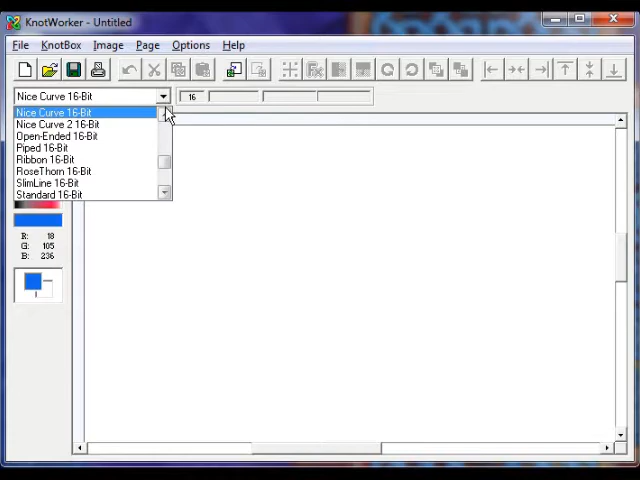 KnotWorker - Untitled
File KnotBox Image Page Options Help
Nice Curve 16-Bit 16
Nice Curve 16-Bit
Nice Curve 2 16-Bit
Open-Ended 16-Bit
Piped 16-Bit
Ribbon 16-Bit
RoseThorn 16-Bit
SlimLine 16-Bit
Standard 16-Bit
R: 18
G: 105
B: 236